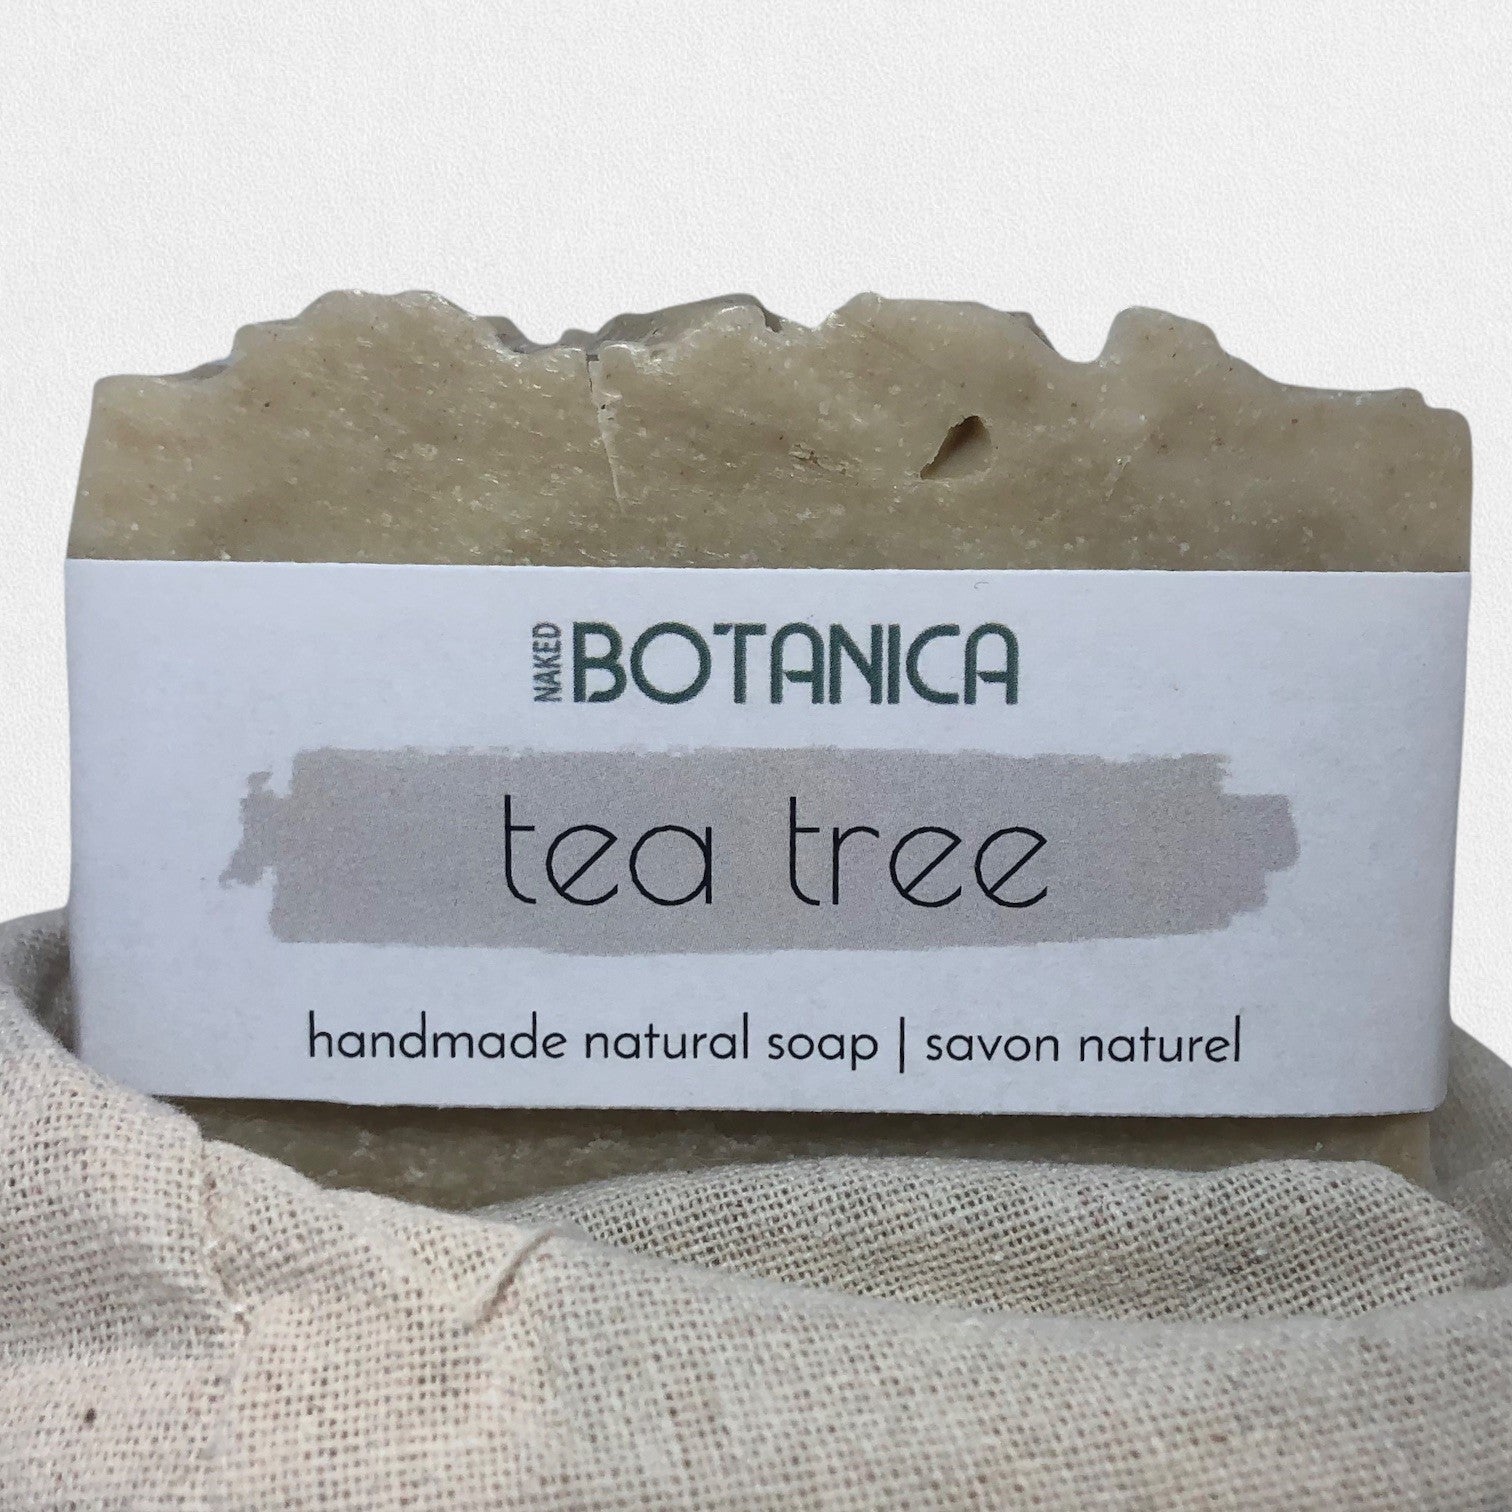 NAKED BOTANICA
tea tree
handmade natural soap | savon naturel